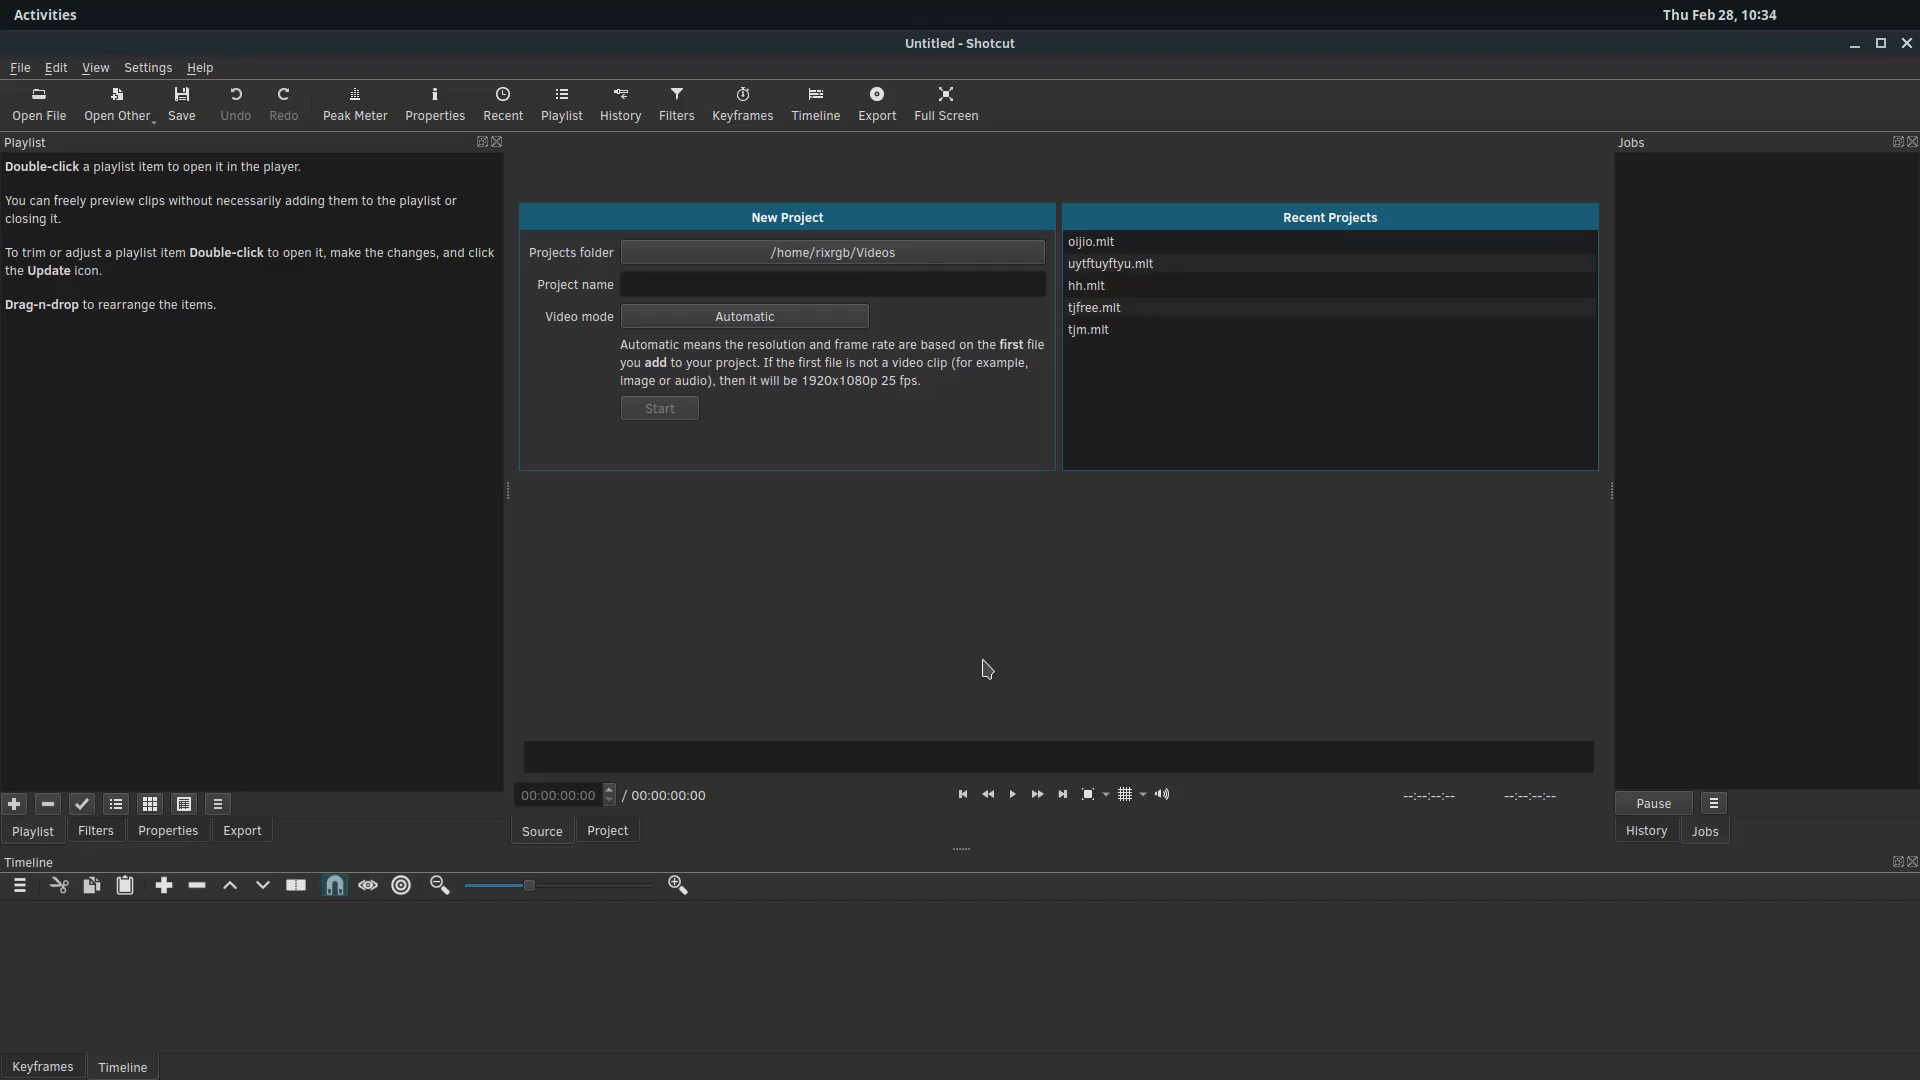 Activities
Thu Feb 28, 10:34
Untitled - Shotcut
File Edit View Settings Help
Open File Open Other Save Undo Redo Peak Meter Properties Recent Playlist History Filters Keyframes Timeline Export Full Screen
Playlist
Double-click a playlist item to open it in the player.
You can freely preview clips without necessarily adding them to the playlist or
closing it.
To trim or adjust a playlist item Double-click to open it, make the changes, and click
the Update icon.
Drag-n-drop to rearrange the items.
Playlist Filters Properties Export
New Project
Projects folder /home/rixrgb/Videos
Project name
Video mode Automatic
Automatic means the resolution and frame rate are based on the first file
you add to your project. If the first file is not a video clip (for example,
image or audio), then it will be 1920x1080p 25 fps.
Start
Recent Projects
oijio.mlt
uytftuyftyu.mlt
hh.mlt
tjfree.mlt
tjm.mlt
00:00:00:00 / 00:00:00:00 --:--:--:-- --:--:--:--
Source Project
Jobs
Pause
History Jobs
Timeline
Keyframes Timeline